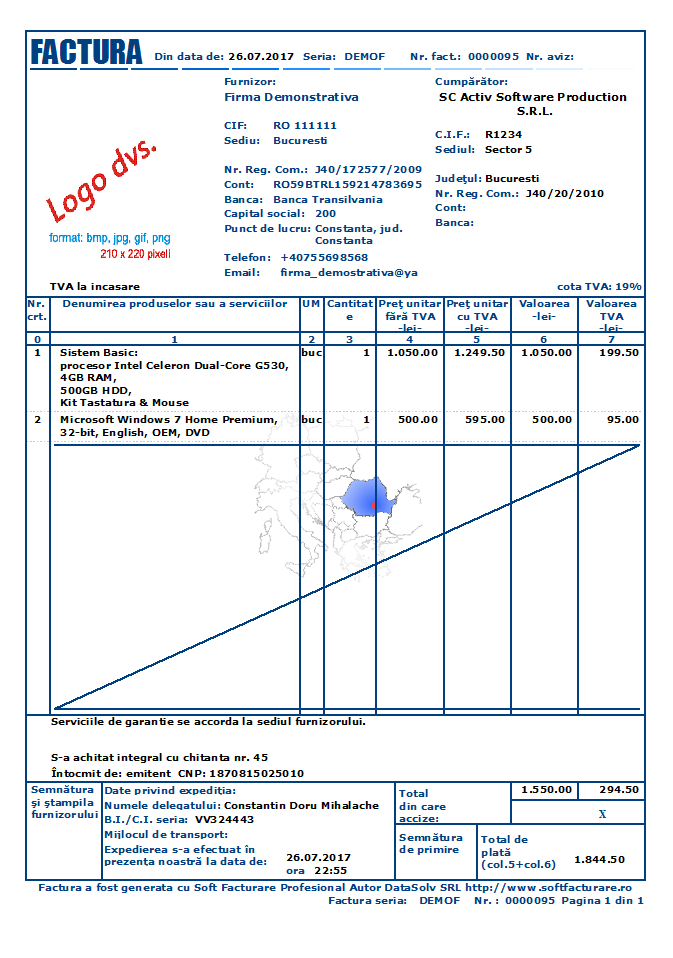 FACTURA Din data de: 26.07.2017 Seria: DEMOF Nr. fact.: 0000095 Nr. aviz:
Furnizor:
Firma Demonstrativa
CIF: RO 111111
Sediu: Bucuresti
Nr. Reg. Com.: J40/172577/2009
Cont: RO59BTRL159214783695
Banca: Banca Transilvania
Capital social: 200
Punct de lucru: Constanta, jud.
Constanta
Telefon: +40755698568
Email: firma_demostrativa@ya
Cumpărător:
SC Activ Software Production
S.R.L.
C.I.F.: R1234
Sediul: Sector 5
Judeţul: Bucuresti
Nr. Reg. Com.: J40/20/2010
Cont:
Banca:
Logo dvs.
format: bmp, jpg, gif, png
210 x 220 pixeli
TVA la incasare cota TVA: 19%
Nr. Denumirea produselor sau a serviciilor UM Cantitat Preţ unitar Preţ unitar Valoarea Valoarea
crt. e fără TVA cu TVA -lei- TVA
-lei- -lei- -lei-
0 1 2 3 4 5 6 7
1 Sistem Basic: buc 1 1.050.00 1.249.50 1.050.00 199.50
procesor Intel Celeron Dual-Core G530,
4GB RAM,
500GB HDD,
Kit Tastatura & Mouse
2 Microsoft Windows 7 Home Premium, buc 1 500.00 595.00 500.00 95.00
32-bit, English, OEM, DVD
Serviciile de garantie se accorda la sediul furnizorului.
S-a achitat integral cu chitanta nr. 45
Întocmit de: emitent CNP: 1870815025010
Semnătura
şi ştampila
furnizorului
Date privind expediţia:
Numele delegatului: Constantin Doru Mihalache
B.I./C.I. seria: VV324443
Mijlocul de transport:
Expedierea s-a efectuat în
prezenţa noastră la data de: 26.07.2017
ora 22:55
Total 1.550.00 294.50
din care
accize: X
Semnătura
de primire
Total de
plată
(col.5+col.6) 1.844.50
Factura a fost generata cu Soft Facturare Profesional Autor DataSolv SRL http://www.softfacturare.ro
Factura seria: DEMOF Nr. : 0000095 Pagina 1 din 1